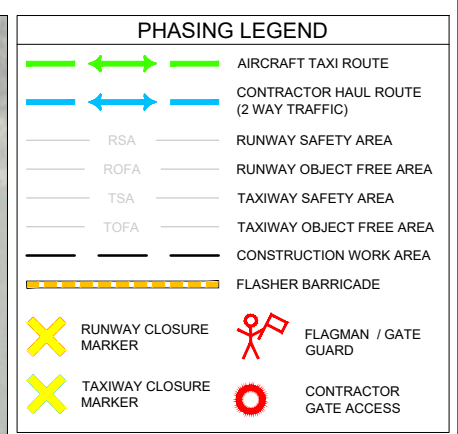 PHASING LEGEND
AIRCRAFT TAXI ROUTE
CONTRACTOR HAUL ROUTE
(2 WAY TRAFFIC)
RSA RUNWAY SAFETY AREA
ROFA RUNWAY OBJECT FREE AREA
TSA TAXIWAY SAFETY AREA
TOFA TAXIWAY OBJECT FREE AREA
CONSTRUCTION WORK AREA
FLASHER BARRICADE
RUNWAY CLOSURE
MARKER
FLAGMAN / GATE
GUARD
TAXIWAY CLOSURE
MARKER
CONTRACTOR
GATE ACCESS